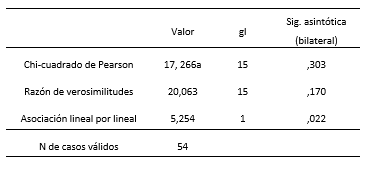 Valor gl Sig. asintótica (bilateral)
Chi-cuadrado de Pearson 17, 266a 15 ,303
Razón de verosimilitudes 20,063 15 ,170
Asociación lineal por lineal 5,254 1 ,022
N de casos válidos 54